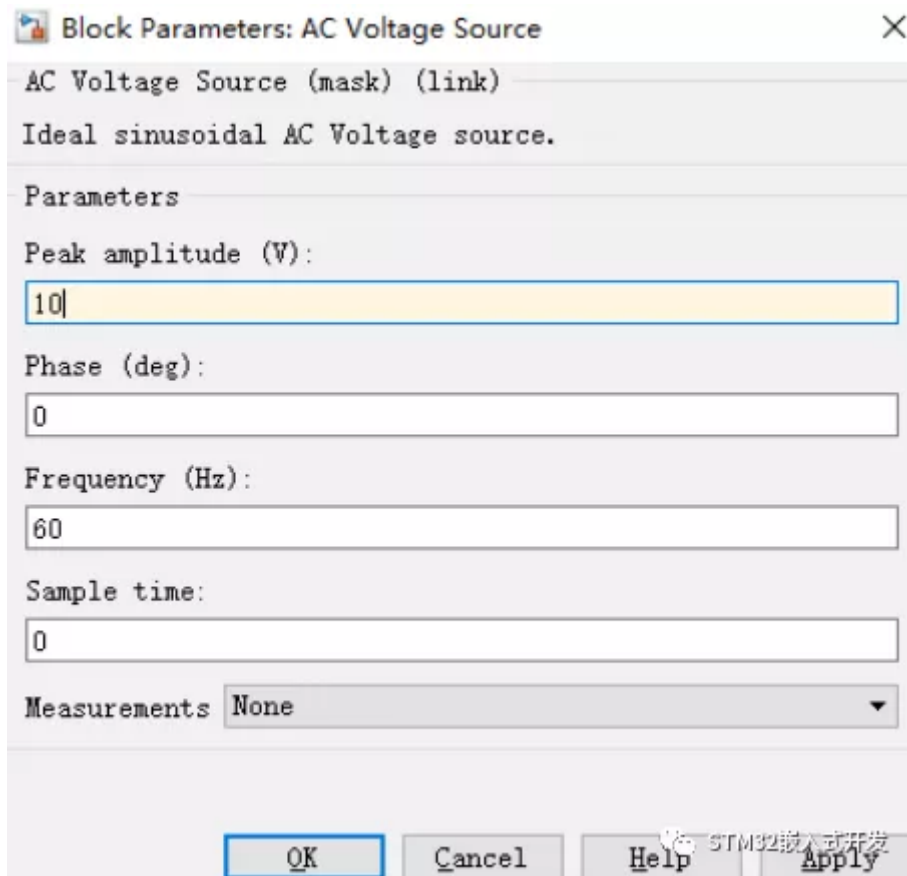 Block Parameters: AC Voltage Source
AC Voltage Source (mask) (link)
Ideal sinusoidal AC Voltage source.
Parameters
Peak amplitude (V):
10
Phase (deg):
0
Frequency (Hz):
60
Sample time:
0
Measurements None
OK Cancel Help Apply
STM32嵌入式开发